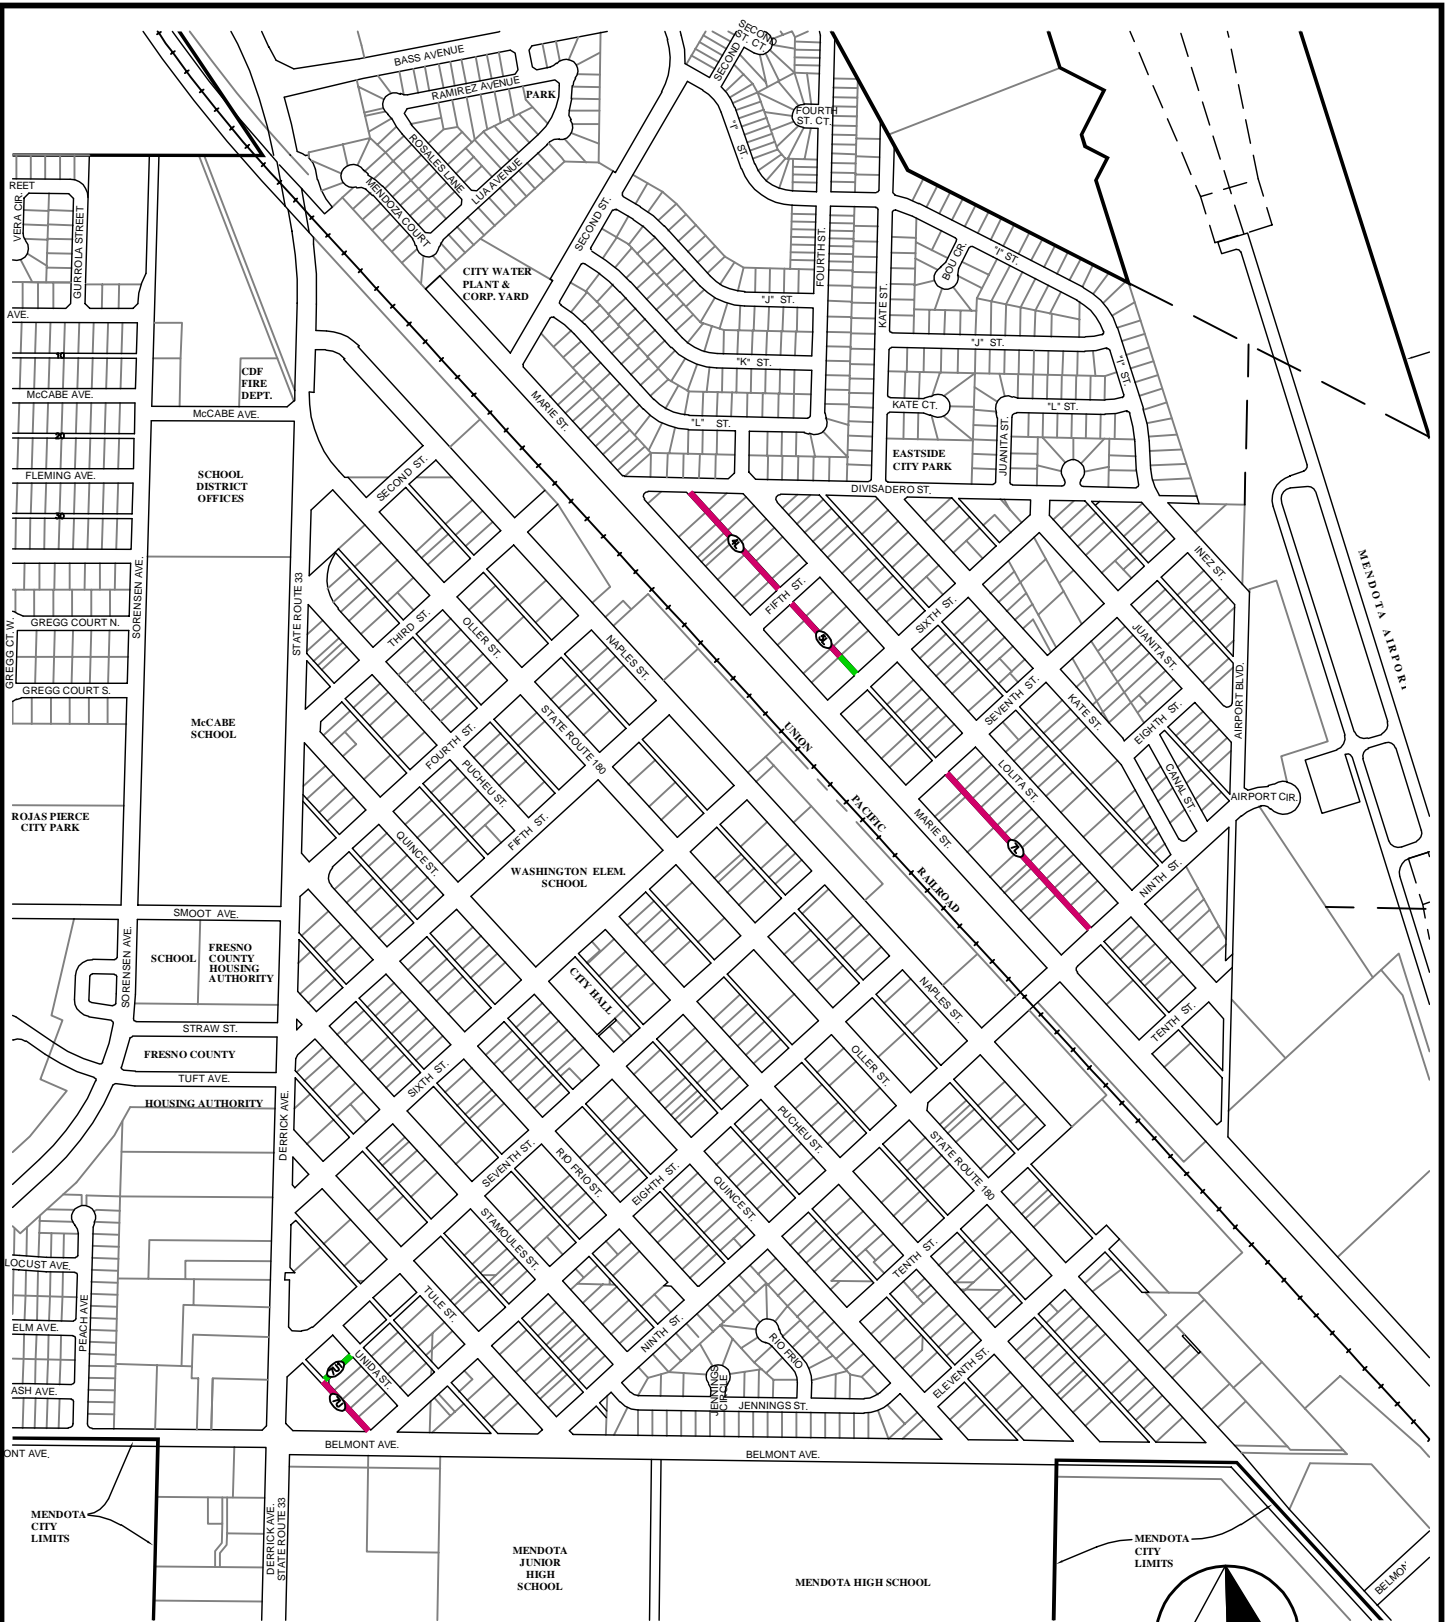 SECOND
ST. CT.
BASS AVENUE
RAMIREZ AVENUE
PARK
SECOND
FOURTH
ST. CT.
"I" ST.
ROSALES LANE
LUA AVENUE
MENDOZA COURT
REET
VERA CIR.
GURROLA STREET
SECOND ST.
FOURTH ST.
BOU CR.
"I" ST.
CITY WATER
PLANT &
CORP. YARD
"J" ST.
KATE ST.
AVE.
"J" ST.
10
"K" ST.
"I" ST.
CDF
FIRE
DEPT.
McCABE AVE.
McCABE AVE.
MARIE ST.
KATE CT.
"L" ST.
"L" ST.
JUANITA ST.
20
EASTSIDE
CITY PARK
FLEMING AVE.
SCHOOL
DISTRICT
OFFICES
SECOND ST.
DIVISADERO ST.
30
4L
INEZ ST.
MENDOTA AIRPORT
SORENSEN AVE.
STATE ROUTE 33
FIFTH ST.
SIXTH ST.
GREGG COURT N.
GREGG CT. W.
THIRD ST.
OLLER ST.
NAPLES ST.
5L
JUANITA ST.
GREGG COURT S.
McCABE
SCHOOL
FOURTH ST.
STATE ROUTE 180
UNION
SEVENTH ST.
KATE ST.
EIGHTH ST.
AIRPORT BLVD.
PUCHEU ST.
LOLITA ST.
CANAL ST.
AIRPORT CIR.
ROJAS PIERCE
CITY PARK
QUINCE ST.
FIFTH ST.
PACIFIC
MARIE ST.
7L
WASHINGTON ELEM.
SCHOOL
RAILROAD
NINTH ST.
SMOOT AVE.
SORENSEN AVE.
SCHOOL
FRESNO
COUNTY
HOUSING
AUTHORITY
CITY HALL
NAPLES ST.
TENTH ST.
STRAW ST.
FRESNO COUNTY
TUFT AVE.
HOUSING AUTHORITY
SIXTH ST.
OLLER ST.
DERRICK AVE.
PUCHEU ST.
STATE ROUTE 180
SEVENTH ST.
RIO FRIO ST.
EIGHTH ST.
QUINCE ST.
STAMOULES ST.
TENTH ST.
LOCUST AVE.
TULE ST.
PEACH AVE
ELM AVE.
NINTH ST.
RIO FRIO
UNIDA ST.
7U
ELEVENTH ST.
ASH AVE.
JENNINGS
CIRCLE
JENNINGS ST.
BELMONT AVE.
BELMONT AVE.
ONT AVE.
MENDOTA
CITY
LIMITS
DERRICK AVE.
STATE ROUTE 33
MENDOTA
JUNIOR
HIGH
SCHOOL
MENDOTA HIGH SCHOOL
MENDOTA
CITY
LIMITS
BELMON